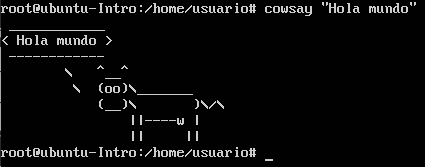 root@ubuntu-Intro:/home/usuario# cowsay "Hola mundo"
 ____________
< Hola mundo >
 ------------
        \   ^__^
         \  (oo)\_______
            (__)\       )\/\
                ||----w |
                ||     ||
root@ubuntu-Intro:/home/usuario# _